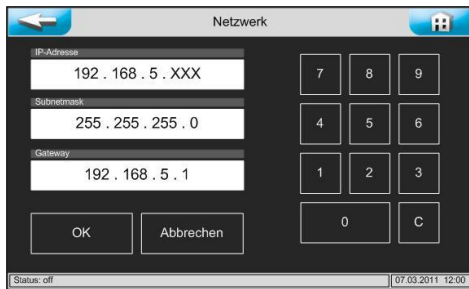 Netzwerk
IP-Adresse
192 . 168 . 5 . XXX
Subnetmask
255 . 255 . 255 . 0
Gateway
192 . 168 . 5 . 1
OK
Abbrechen
7 8 9
4 5 6
1 2 3
0 C
Status: off
07.03.2011 12:00